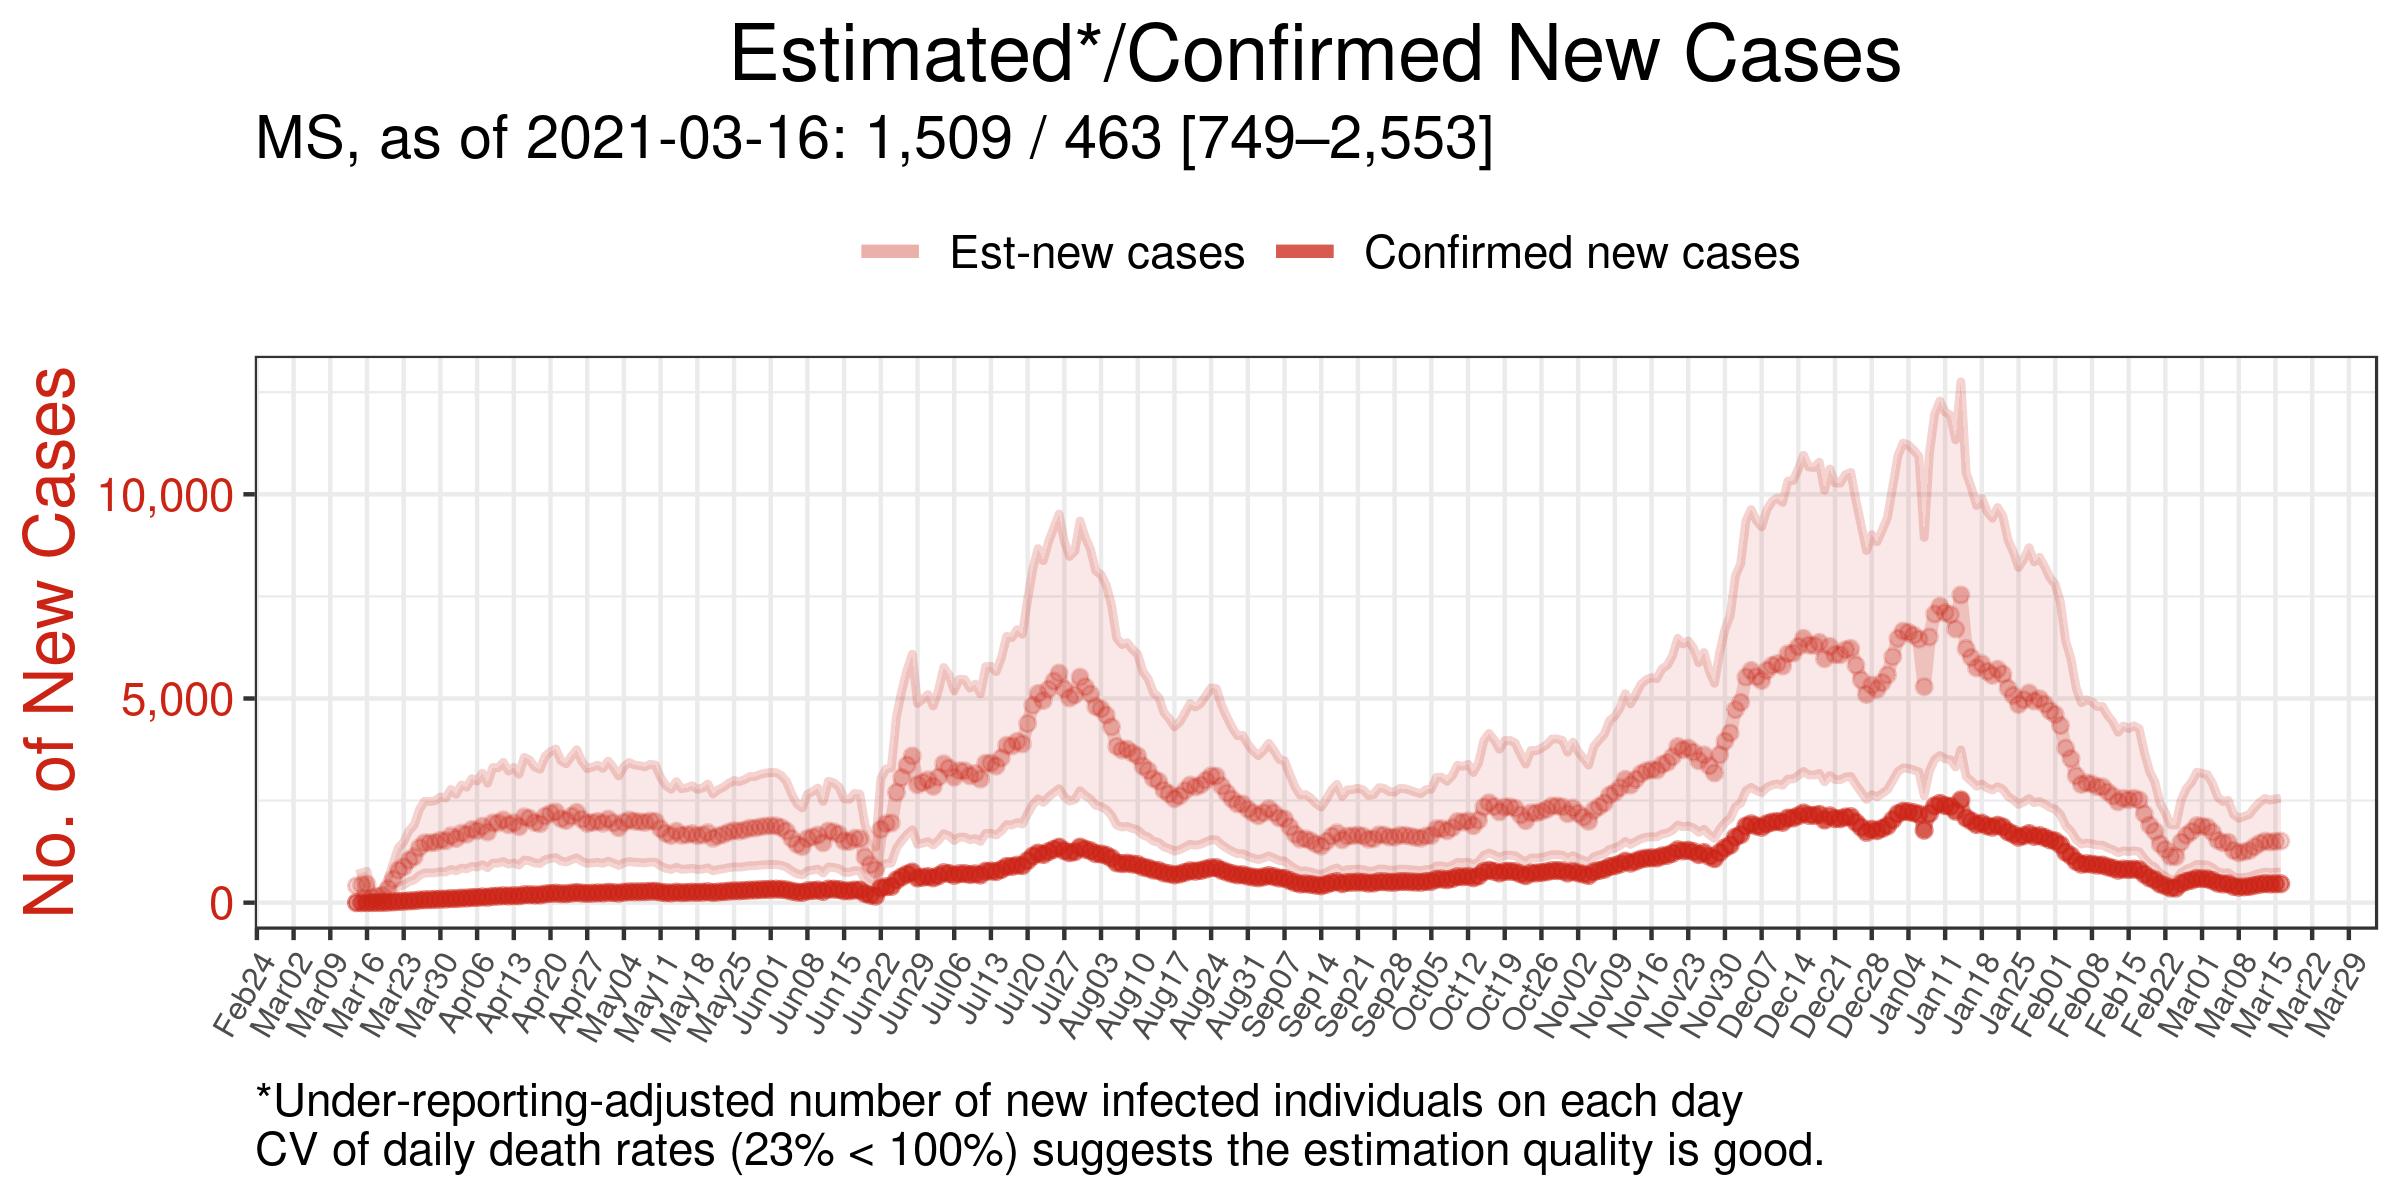 Estimated*/Confirmed New Cases
MS, as of 2021-03-16: 1,509 / 463 [749–2,553]
Est-new cases
Confirmed new cases
No. of New Cases
10,000
5,000
0
Feb24
Mar02
Mar09
Mar16
Mar23
Mar30
Apr06
Apr13
Apr20
Apr27
May04
May11
May18
May25
Jun01
Jun08
Jun15
Jun22
Jun29
Jul06
Jul13
Jul20
Jul27
Aug03
Aug10
Aug17
Aug24
Aug31
Sep07
Sep14
Sep21
Sep28
Oct05
Oct12
Oct19
Oct26
Nov02
Nov09
Nov16
Nov23
Nov30
Dec07
Dec14
Dec21
Dec28
Jan04
Jan11
Jan18
Jan25
Feb01
Feb08
Feb15
Feb22
Mar01
Mar08
Mar15
Mar22
Mar29
*Under-reporting-adjusted number of new infected individuals on each day
CV of daily death rates (23% < 100%) suggests the estimation quality is good.